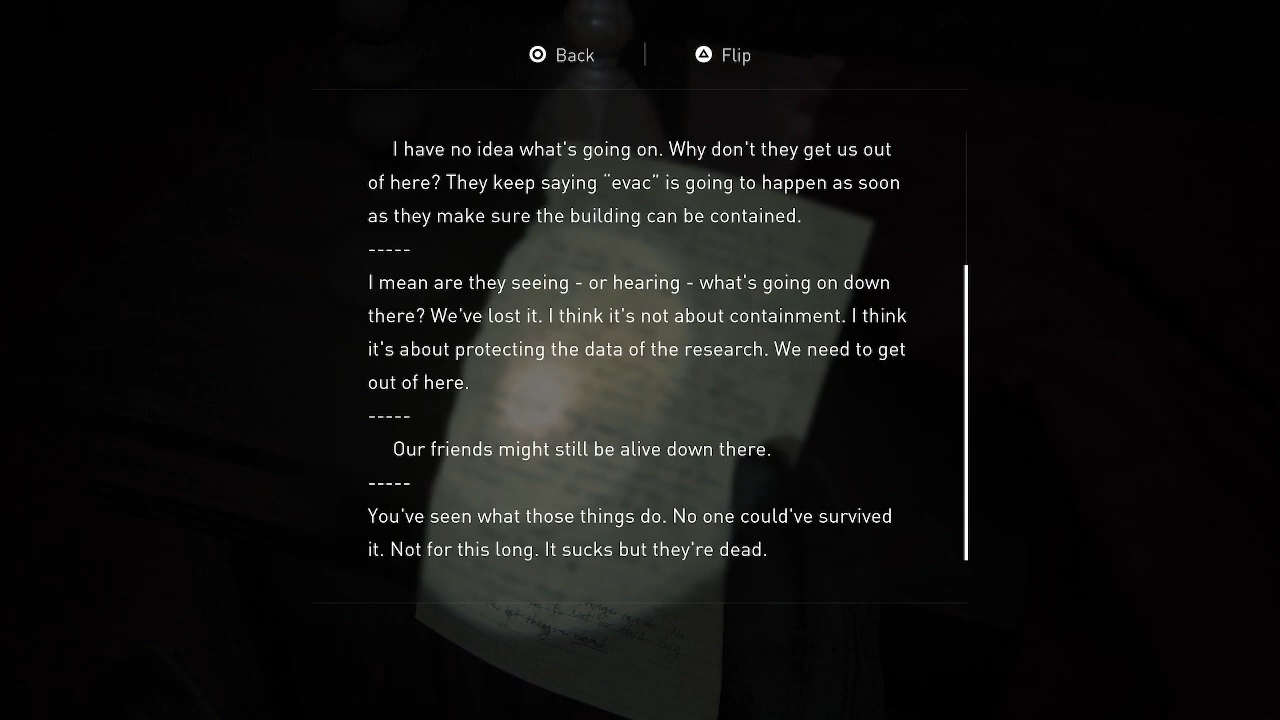 Back
Flip
I have no idea what's going on. Why don't they get us out
of here? They keep saying “evac” is going to happen as soon
as they make sure the building can be contained.
-----
I mean are they seeing - or hearing - what's going on down
there? We've lost it. I think it's not about containment. I think
it's about protecting the data of the research. We need to get
out of here.
-----
Our friends might still be alive down there.
-----
You've seen what those things do. No one could've survived
it. Not for this long. It sucks but they're dead.